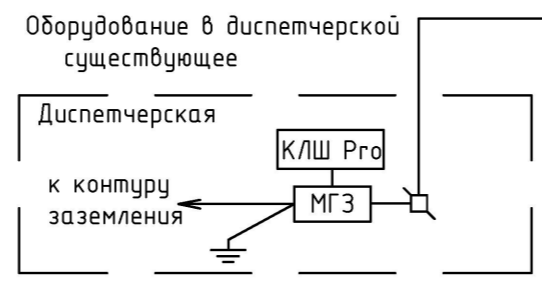 Оборудование в диспетчерской
существующее
Диспетчерская
КЛШ Pro
к контуру
заземления
МГЗ